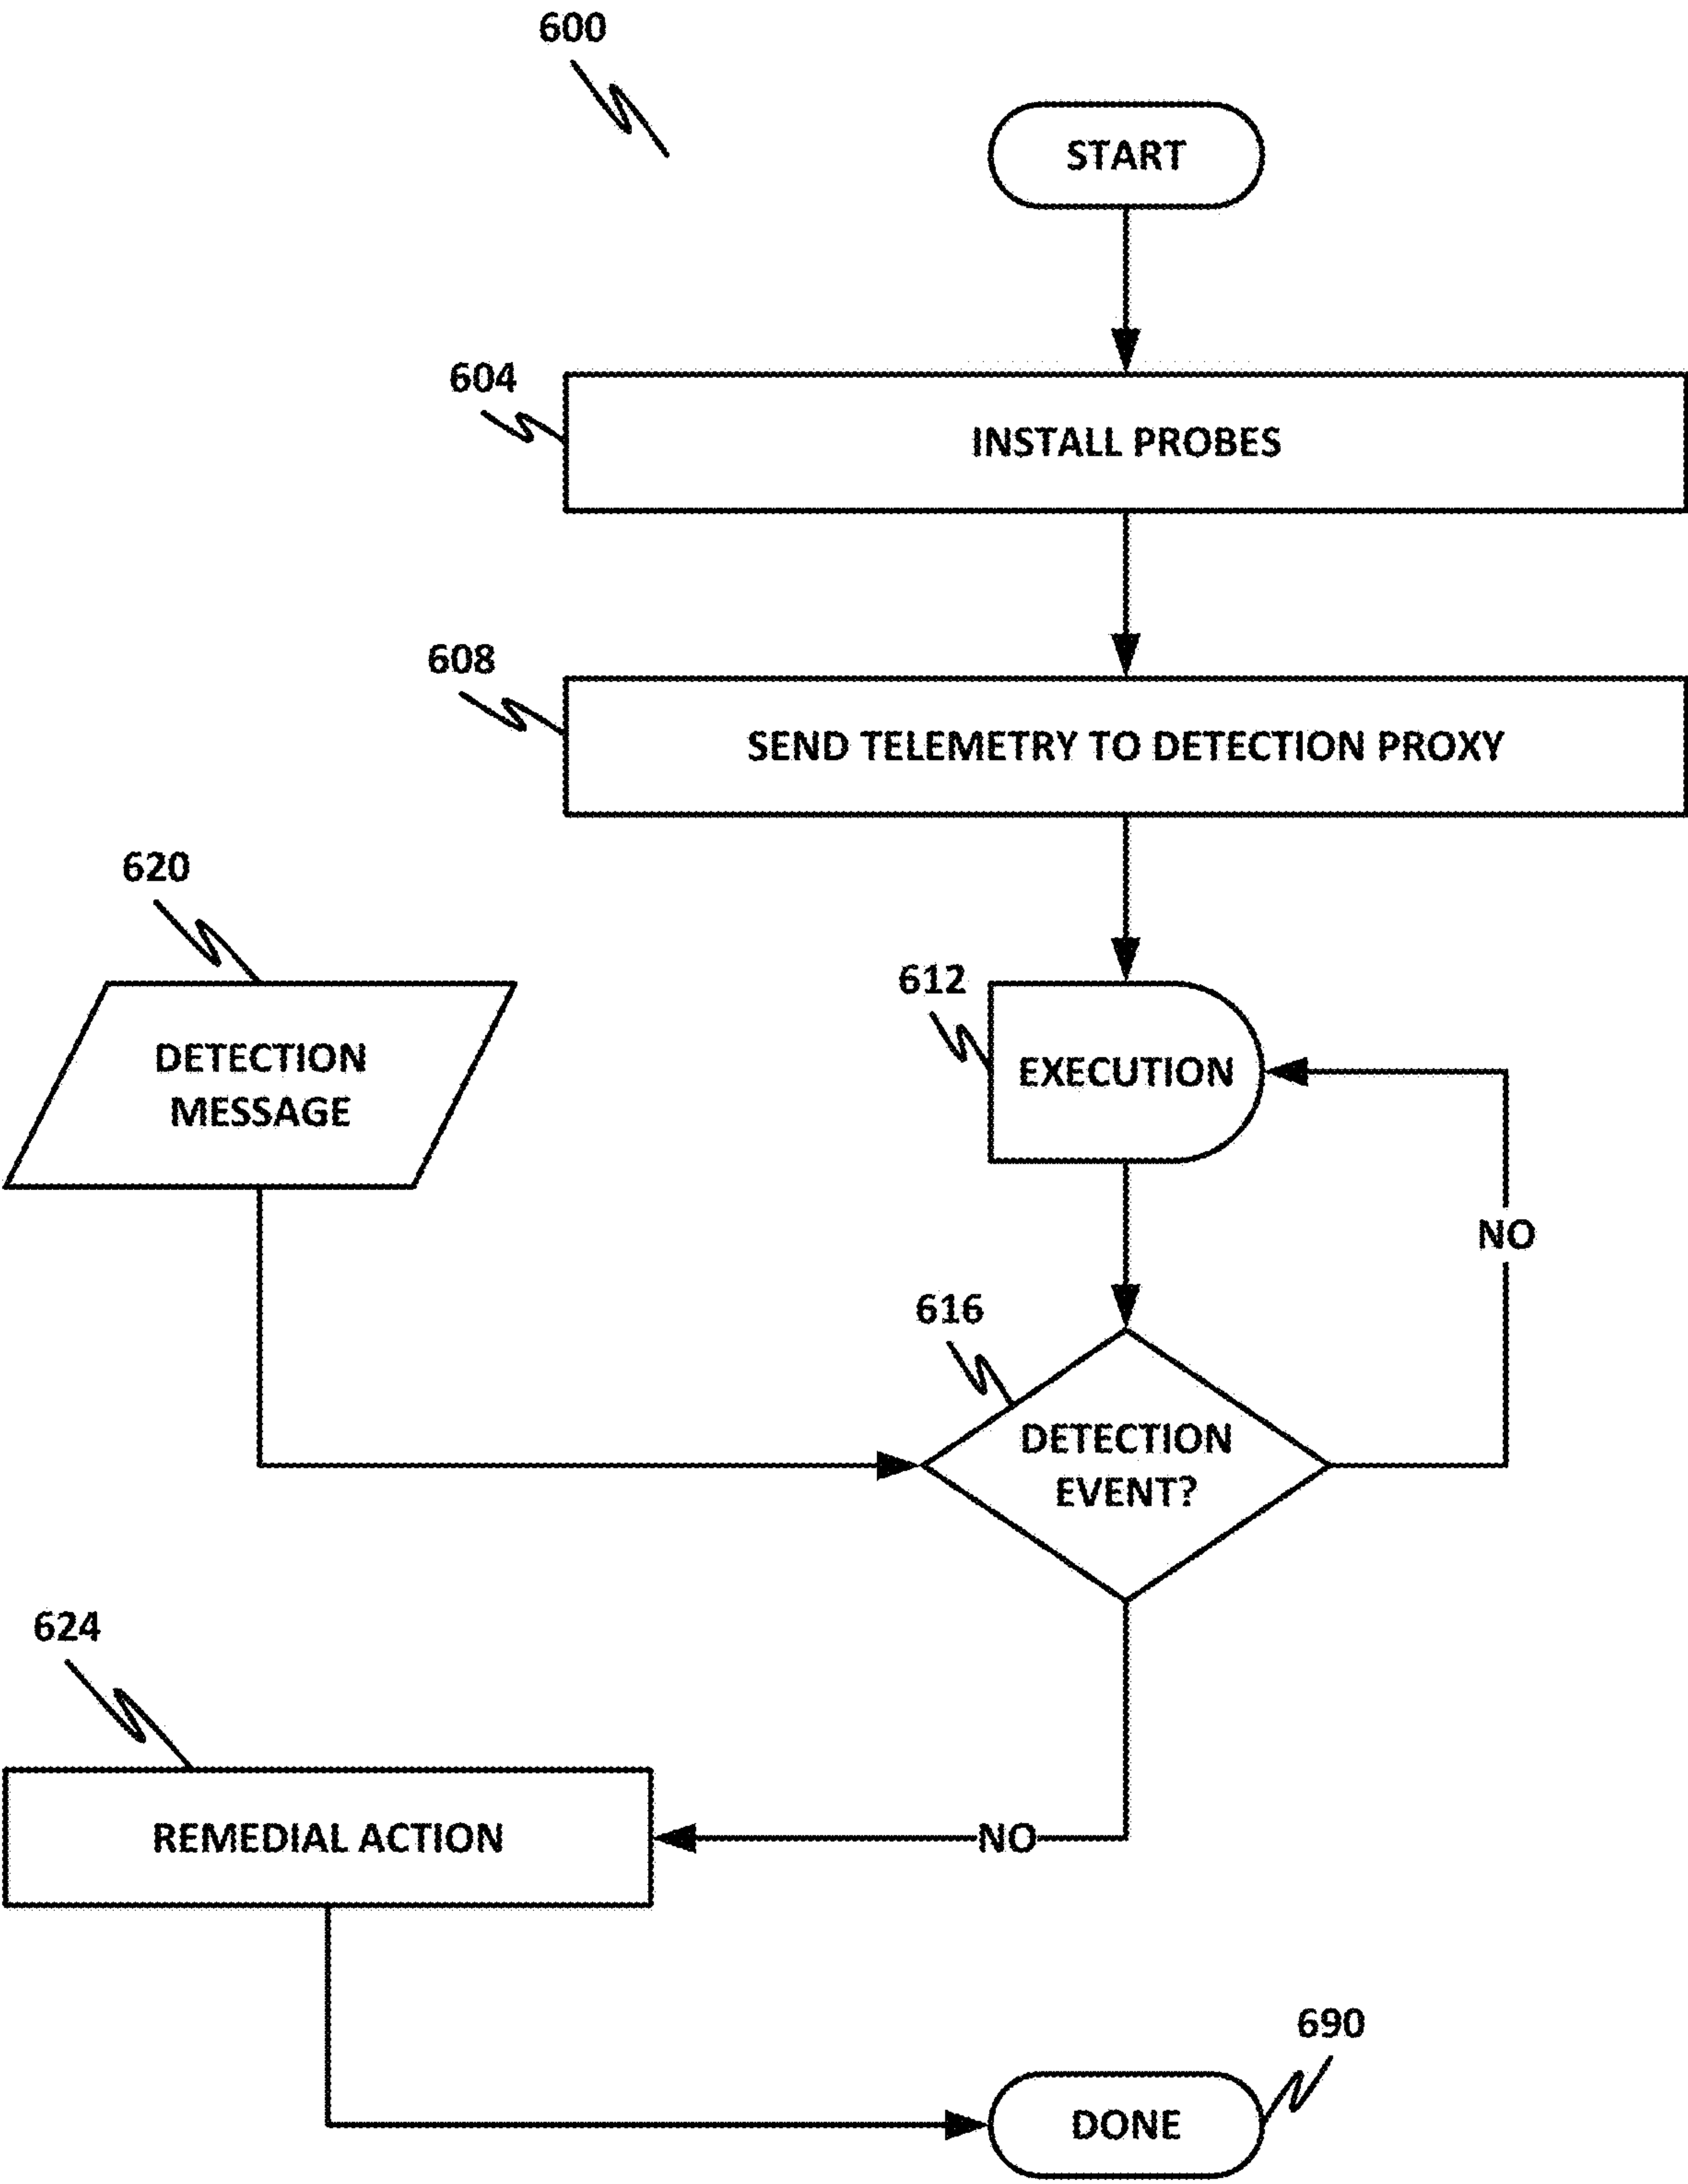 600
START
604
INSTALL PROBES
608
SEND TELEMETRY TO DETECTION PROXY
620
DETECTION
MESSAGE
612
EXECUTION
NO
616
DETECTION
EVENT?
624
REMEDIAL ACTION
NO
690
DONE